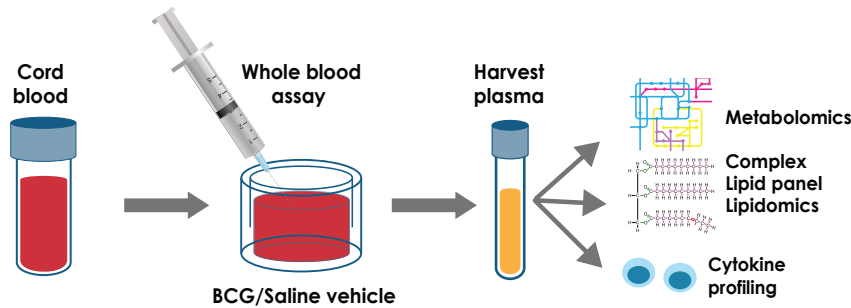 Cord
blood
Whole blood
assay
BCG/Saline vehicle
Harvest
plasma
Metabolomics
Complex
Lipid panel
Lipidomics
Cytokine
profiling